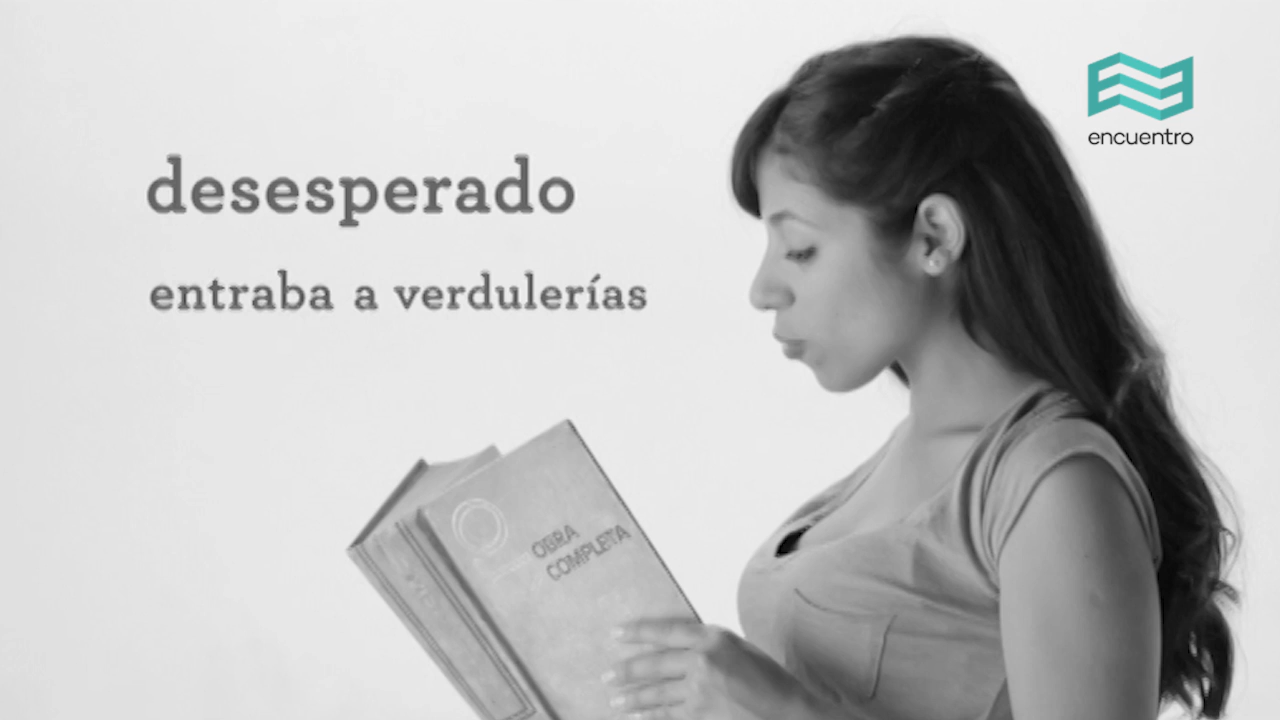 desesperado
entraba a verdulerías
encuentro
OBRA
COMPLETA